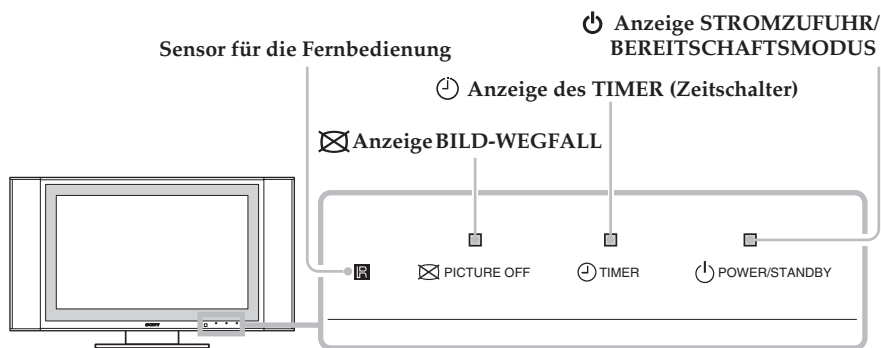 Anzeige STROMZUFUHR/
BEREITSCHAFTSMODUS
Sensor für die Fernbedienung
Anzeige des TIMER (Zeitschalter)
Anzeige BILD-WEGFALL
PICTURE OFF
TIMER
POWER/STANDBY
SONY